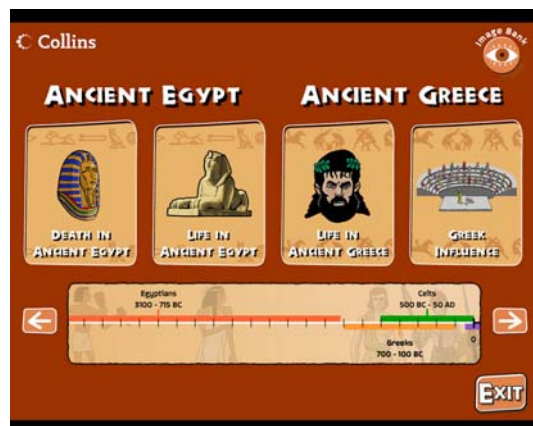 Collins
Image Bank
ANCIENT EGYPT
ANCIENT GREECE
DEATH IN
ANCIENT EGYPT
LIFE IN
ANCIENT EGYPT
LIFE IN
ANCIENT GREECE
GREEK
INFLUENCE
Egyptians
3100 - 715 BC
Celts
500 BC - 50 AD
Greeks
700 - 100 BC
0
EXIT